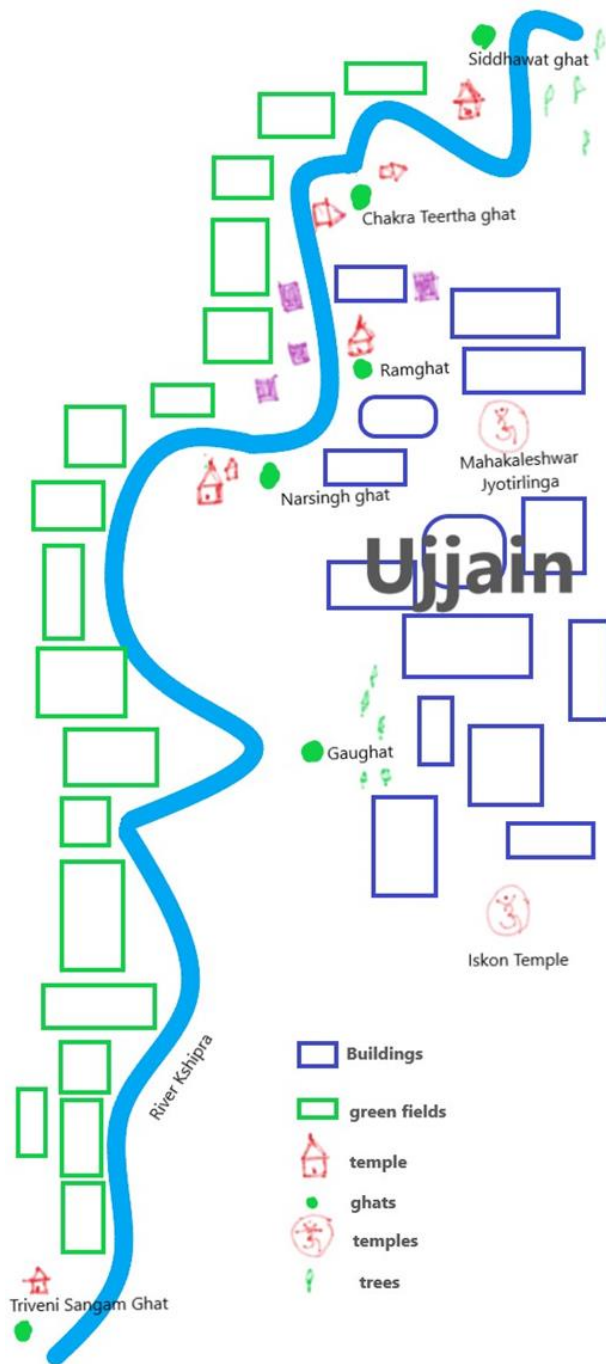 Siddhawat ghat
Chakra Teertha ghat
Ramghat
Mahakaleshwar
Jyotirlinga
Narsingh ghat
Ujjain
Gaughat
Iskon Temple
River Kshipra
Buildings
green fields
temple
ghats
temples
trees
Triveni Sangam Ghat